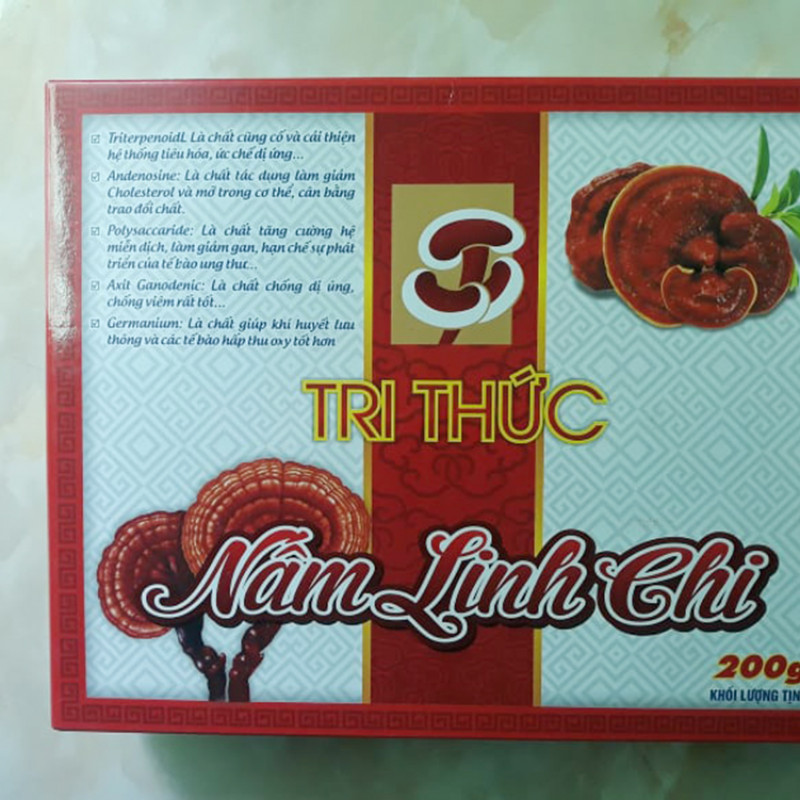 TriterpenoidL Là chất cũng cố và cải thiện
hệ thống tiêu hóa, ức chế dị ứng...
Andenosine: Là chất tác dụng làm giảm
Cholesterol và mỡ trong cơ thể, cân bằng
trao đổi chất.
Polysaccaride: Là chất tăng cường hệ
miễn dịch, làm giảm gan, hạn chế sự phát
triển của tế bào ung thư...
Axit Ganodenic: Là chất chống dị ủng,
chống viêm rất tốt...
Germanium: Là chất giúp khí huyết lưu
thông và các tế bào hấp thu oxy tốt hơn
TRI THỨC
Nấm Linh Chi
200g
KHỐI LƯỢNG TỊN